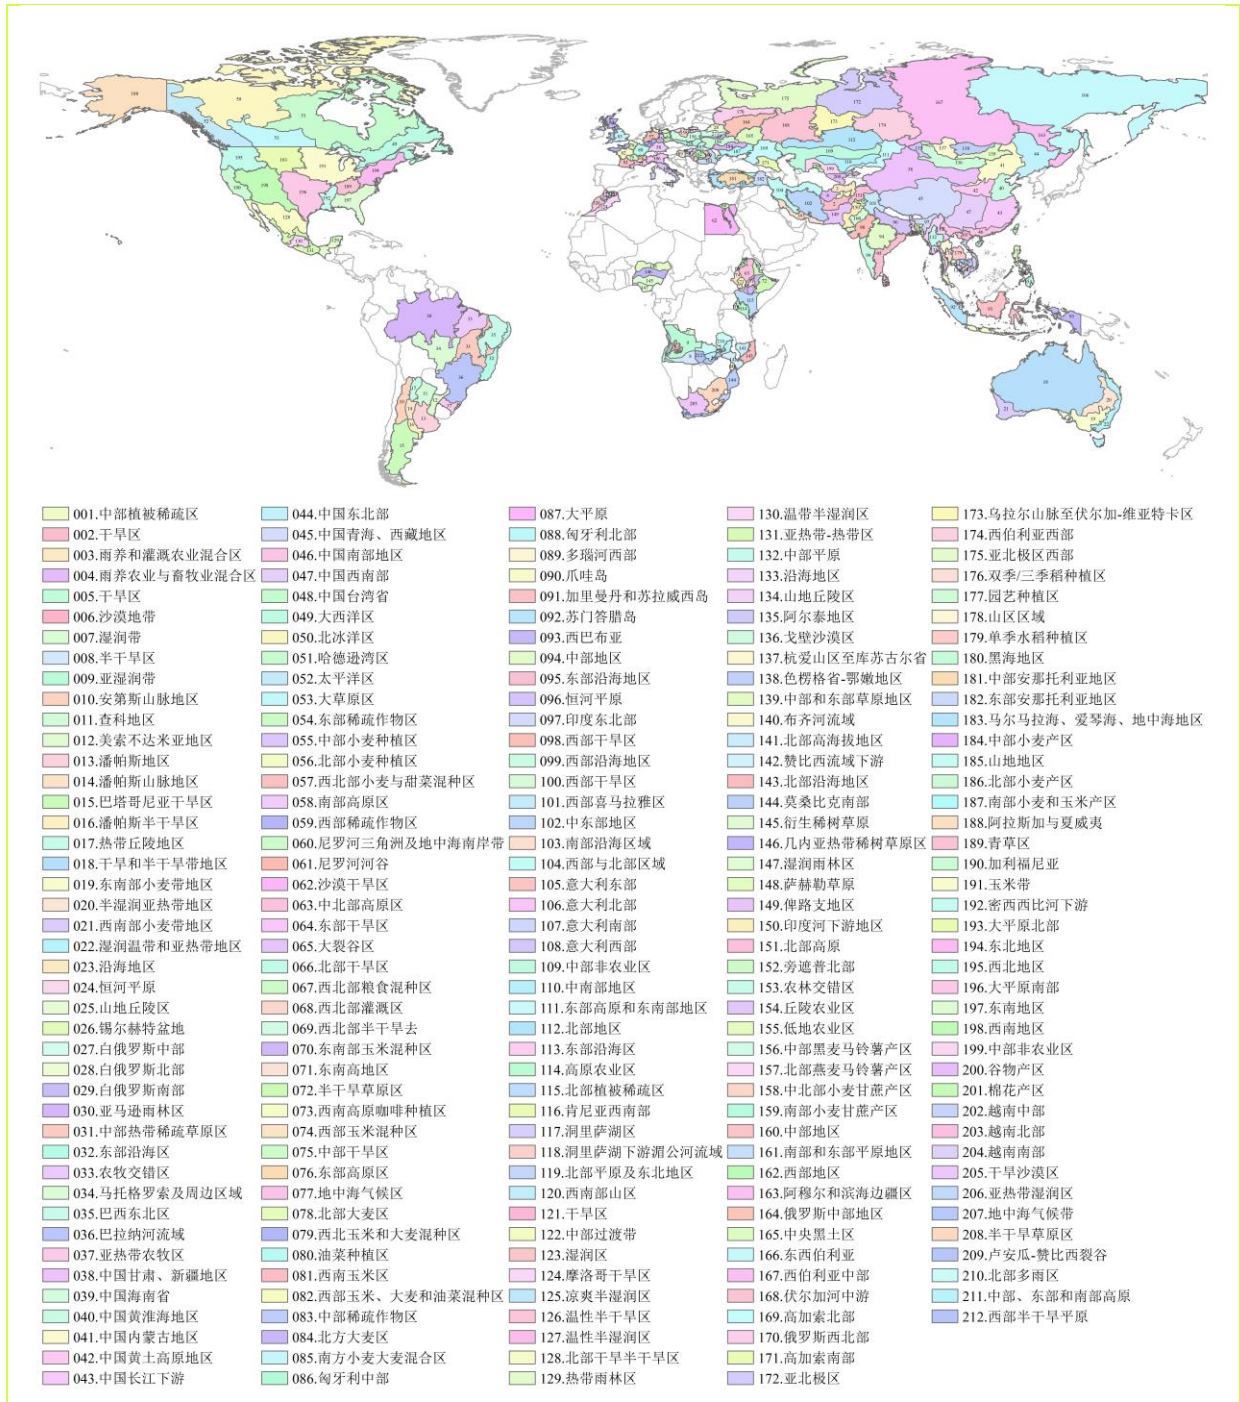 001.中部植被稀疏区
002.干旱区
003.雨养和灌溉农业混合区
004.雨养农业与畜牧业混合区
005.干旱区
006.沙漠地带
007.湿润带
008.半干旱区
009.亚湿润带
010.安第斯山脉地区
011.查科地区
012.美索不达米亚地区
013.潘帕斯地区
014.潘帕斯山脉地区
015.巴塔哥尼亚干旱区
016.潘帕斯半干旱区
017.热带丘陵地区
018.干旱和半干旱带地区
019.东南部小麦带地区
020.半湿润亚热带地区
021.西南部小麦带地区
022.湿润温带和亚热带地区
023.沿海地区
024.恒河平原
025.山地丘陵区
026.锡尔赫特盆地
027.白俄罗斯中部
028.白俄罗斯北部
029.白俄罗斯南部
030.亚马逊雨林区
031.中部热带稀疏草原区
032.东部沿海区
033.农牧交错区
034.马托格罗索及周边区域
035.巴西东北区
036.巴拉纳河流域
037.亚热带农牧区
038.中国甘肃、新疆地区
039.中国海南省
040.中国黄淮海地区
041.中国内蒙古地区
042.中国黄土高原地区
043.中国长江下游
044.中国东北部
045.中国青海、西藏地区
046.中国南部地区
047.中国西南部
048.中国台湾省
049.大西洋区
050.北冰洋区
051.哈德逊湾区
052.太平洋区
053.大草原区
054.东部稀疏作物区
055.中部小麦种植区
056.北部小麦种植区
057.西北部小麦与甜菜混种区
058.南部高原区
059.西部稀疏作物区
060.尼罗河三角洲及地中海南岸带
061.尼罗河河谷
062.沙漠干旱区
063.中北部高原区
064.东部干旱区
065.大裂谷区
066.北部干旱区
067.西北部粮食混种区
068.西北部灌溉区
069.西北部半干旱去
070.东南部玉米混种区
071.东南高地区
072.半干旱草原区
073.西南高原咖啡种植区
074.西部玉米混种区
075.中部干旱区
076.东部高原区
077.地中海气候区
078.北部大麦区
079.西北玉米和大麦混种区
080.油菜种植区
081.西南玉米区
082.西部玉米、大麦和油菜混种区
083.中部稀疏作物区
084.北方大麦区
085.南方小麦大麦混合区
086.匈牙利中部
087.大平原
088.匈牙利北部
089.多瑙河西部
090.爪哇岛
091.加里曼丹和苏拉威西岛
092.苏门答腊岛
093.西巴布亚
094.中部地区
095.东部沿海地区
096.恒河平原
097.印度东北部
098.西部干旱区
099.西部沿海地区
100.西部干旱区
101.西部喜马拉雅区
102.中东部地区
103.南部沿海区域
104.西部与北部区域
105.意大利东部
106.意大利北部
107.意大利南部
108.意大利西部
109.中部非农业区
110.中南部地区
111.东部高原和东南部地区
112.北部地区
113.东部沿海区
114.高原农业区
115.北部植被稀疏区
116.肯尼亚西南部
117.洞里萨湖区
118.洞里萨湖下游湄公河流域
119.北部平原及东北地区
120.西南部山区
121.干旱区
122.中部过渡带
123.湿润区
124.摩洛哥干旱区
125.凉爽半湿润区
126.温性半干旱区
127.温性半湿润区
128.北部干旱半干旱区
129.热带雨林区
130.温带半湿润区
131.亚热带-热带区
132.中部平原
133.沿海地区
134.山地丘陵区
135.阿尔泰地区
136.戈壁沙漠区
137.杭爱山区至库苏古尔省
138.色楞格省-鄂嫩地区
139.中部和东部草原地区
140.布齐河流域
141.北部高海拔地区
142.赞比西流域下游
143.北部沿海地区
144.莫桑比克南部
145.衍生稀树草原
146.几内亚热带稀树草原区
147.湿润雨林区
148.萨赫勒草原
149.俾路支地区
150.印度河下游地区
151.北部高原
152.旁遮普北部
153.农林交错区
154.丘陵农业区
155.低地农业区
156.中部黑麦马铃薯产区
157.北部燕麦马铃薯产区
158.中北部小麦甘蔗产区
159.南部小麦甘蔗产区
160.中部地区
161.南部和东部平原地区
162.西部地区
163.阿穆尔和滨海边疆区
164.俄罗斯中部地区
165.中央黑土区
166.东西伯利亚
167.西伯利亚中部
168.伏尔加河中游
169.高加索北部
170.俄罗斯西北部
171.高加索南部
172.亚北极区
173.乌拉尔山脉至伏尔加-维亚特卡区
174.西伯利亚西部
175.亚北极区西部
176.双季/三季稻种植区
177.园艺种植区
178.山区区域
179.单季水稻种植区
180.黑海地区
181.中部安那托利亚地区
182.东部安那托利亚地区
183.马尔马拉海、爱琴海、地中海地区
184.中部小麦产区
185.山地地区
186.北部小麦产区
187.南部小麦和玉米产区
188.阿拉斯加与夏威夷
189.青草区
190.加利福尼亚
191.玉米带
192.密西西比河下游
193.大平原北部
194.东北地区
195.西北地区
196.大平原南部
197.东南地区
198.西南地区
199.中部非农业区
200.谷物产区
201.棉花产区
202.越南中部
203.越南北部
204.越南南部
205.干旱沙漠区
206.亚热带湿润区
207.地中海气候带
208.半干旱草原区
209.卢安瓜-赞比西裂谷
210.北部多雨区
211.中部、东部和南部高原
212.西部半干旱平原